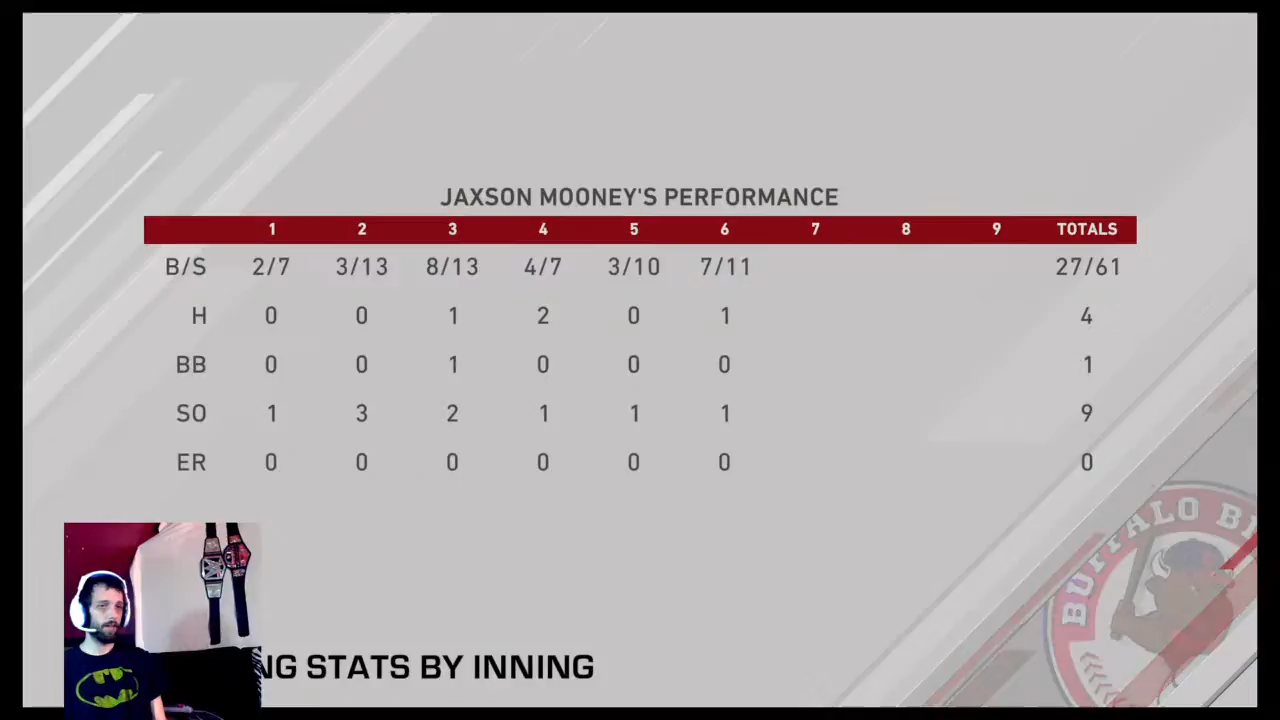 JAXSON MOONEY'S PERFORMANCE
1 2 3 4 5 6 7 8 9 TOTALS
B/S 2/7 3/13 8/13 4/7 3/10 7/11 27/61
H 0 0 1 2 0 1 4
BB 0 0 1 0 0 0 1
SO 1 3 2 1 1 1 9
ER 0 0 0 0 0 0 0
BUFFALO BI
NG STATS BY INNING